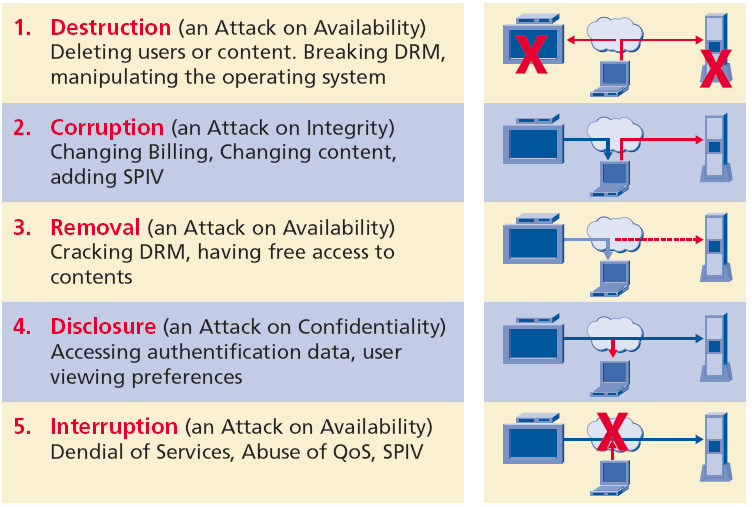 1. Destruction (an Attack on Availability)
Deleting users or content. Breaking DRM,
manipulating the operating system
2. Corruption (an Attack on Integrity)
Changing Billing, Changing content,
adding SPIV
3. Removal (an Attack on Availability)
Cracking DRM, having free access to
contents
4. Disclosure (an Attack on Confidentiality)
Accessing authentification data, user
viewing preferences
5. Interruption (an Attack on Availability)
Dendial of Services, Abuse of QoS, SPIV
X
X
X